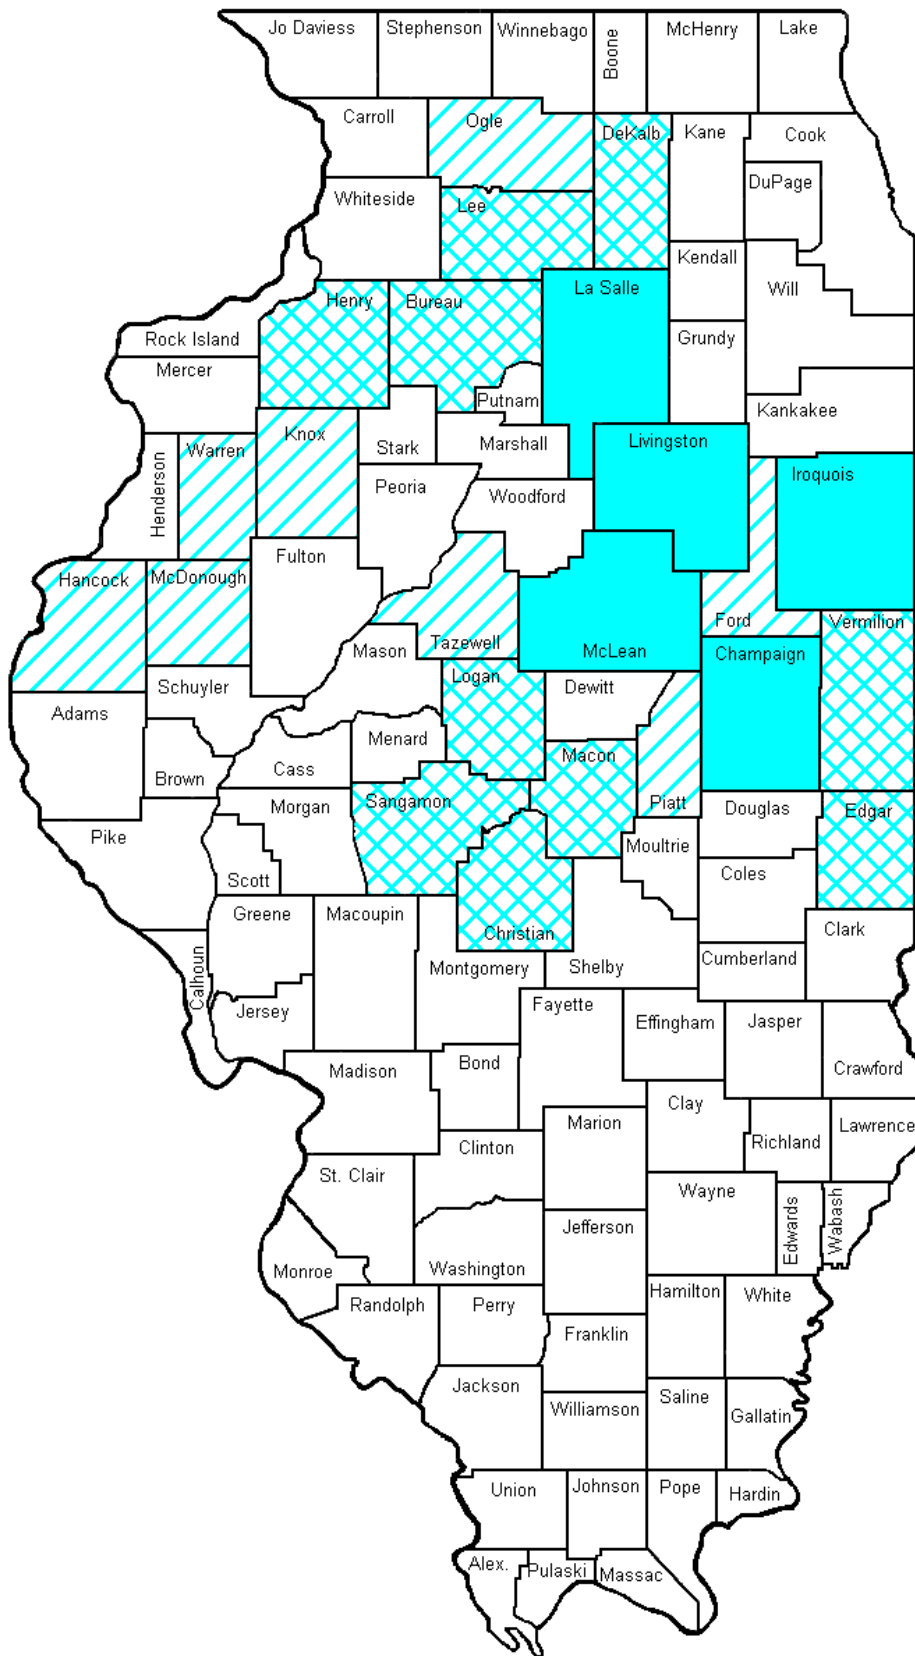 Jo Daviess
Stephenson
Winnebago
Boone
McHenry
Lake
Carroll
Ogle
DeKalb
Kane
Cook
DuPage
Whiteside
Lee
Kendall
Will
Henry
Bureau
La Salle
Rock Island
Grundy
Mercer
Putnam
Kankakee
Knox
Stark
Marshall
Livingston
Warren
Henderson
Peoria
Woodford
Iroquois
Fulton
Hancock
McDonough
Tazewell
McLean
Ford
Vermilion
Mason
Logan
Dewitt
Champaign
Schuyler
Adams
Menard
Macon
Brown
Cass
Sangamon
Piatt
Douglas
Edgar
Morgan
Pike
Moultrie
Scott
Coles
Greene
Macoupin
Christian
Clark
Calhoun
Montgomery
Shelby
Cumberland
Jersey
Fayette
Effingham
Jasper
Madison
Bond
Crawford
Clay
Marion
Lawrence
Clinton
Richland
St. Clair
Wayne
Edwards
Wabash
Jefferson
Monroe
Washington
Randolph
Perry
Hamilton
White
Franklin
Jackson
Williamson
Saline
Gallatin
Union
Johnson
Pope
Hardin
Alex.
Pulaski
Massac